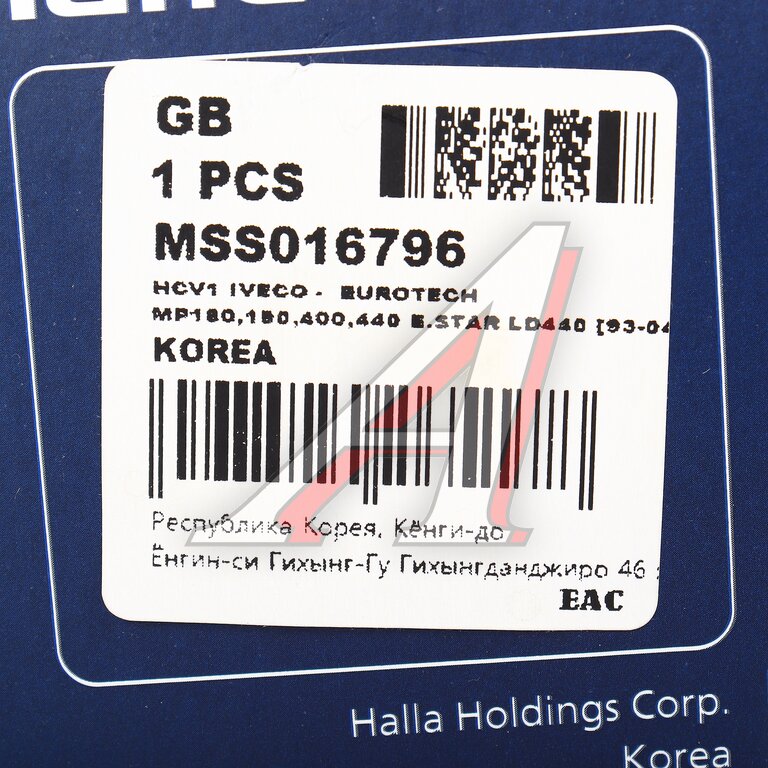 GB
1 PCS
MSS016796
HCV1 IVECO - EUROTECH
MP180,190,400,440 E.STAR LD440 [93-04
KOREA
Республика Корея, Кёнги-до
Ёнгин-си Гихынг-Гу Гихынгданджиро 46
EAC
Halla Holdings Corp.
Korea